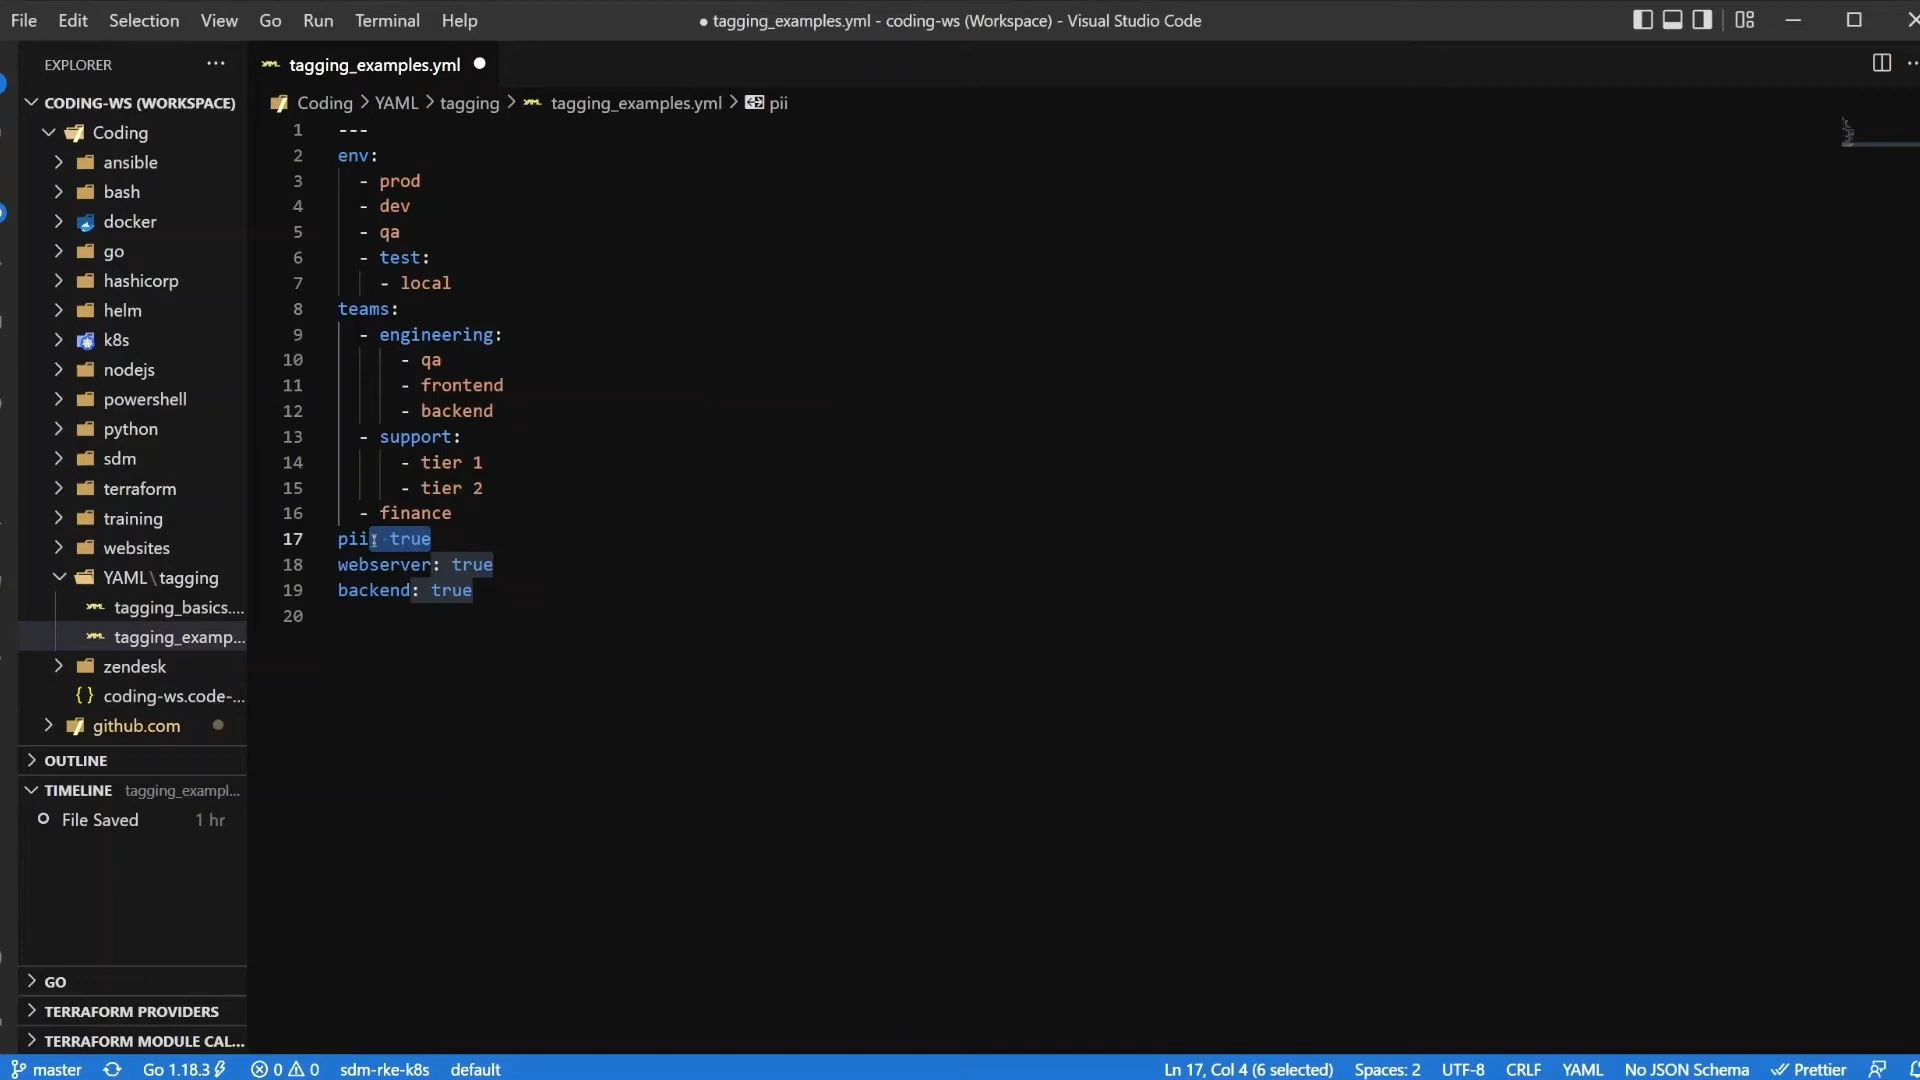 File Edit Selection View Go Run Terminal Help
● tagging_examples.yml - coding-ws (Workspace) - Visual Studio Code
EXPLORER ···
CODING-WS (WORKSPACE)
Coding
ansible
bash
docker
go
hashicorp
helm
k8s
nodejs
powershell
python
sdm
terraform
training
websites
YAML\tagging
tagging_basics....
tagging_examp...
zendesk
coding-ws.code-...
github.com
OUTLINE
TIMELINE tagging_exampl...
File Saved 1 hr
GO
TERRAFORM PROVIDERS
TERRAFORM MODULE CAL...
tagging_examples.yml
Coding > YAML > tagging > tagging_examples.yml > pii
1 ---
2 env:
3 - prod
4 - dev
5 - qa
6 - test:
7 - local
8 teams:
9 - engineering:
10 - qa
11 - frontend
12 - backend
13 - support:
14 - tier 1
15 - tier 2
16 - finance
17 pii: true
18 webserver: true
19 backend: true
20
master Go 1.18.3 0 0 sdm-rke-k8s default Ln 17, Col 4 (6 selected) Spaces: 2 UTF-8 CRLF YAML No JSON Schema Prettier